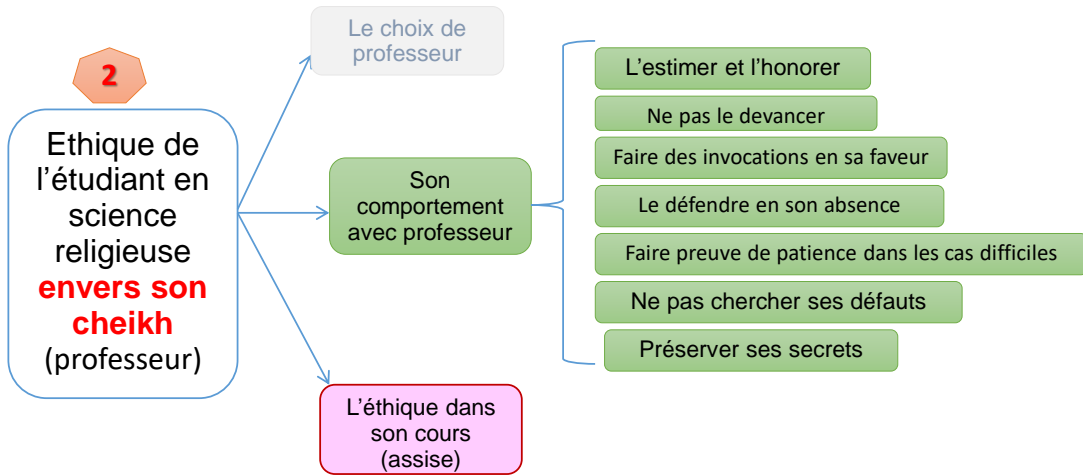 2
Ethique de
l'étudiant en
science
religieuse
envers son
cheikh
(professeur)
Le choix de
professeur
Son
comportement
avec professeur
L'éthique dans
son cours
(assise)
L'estimer et l'honorer
Ne pas le devancer
Faire des invocations en sa faveur
Le défendre en son absence
Faire preuve de patience dans les cas difficiles
Ne pas chercher ses défauts
Préserver ses secrets